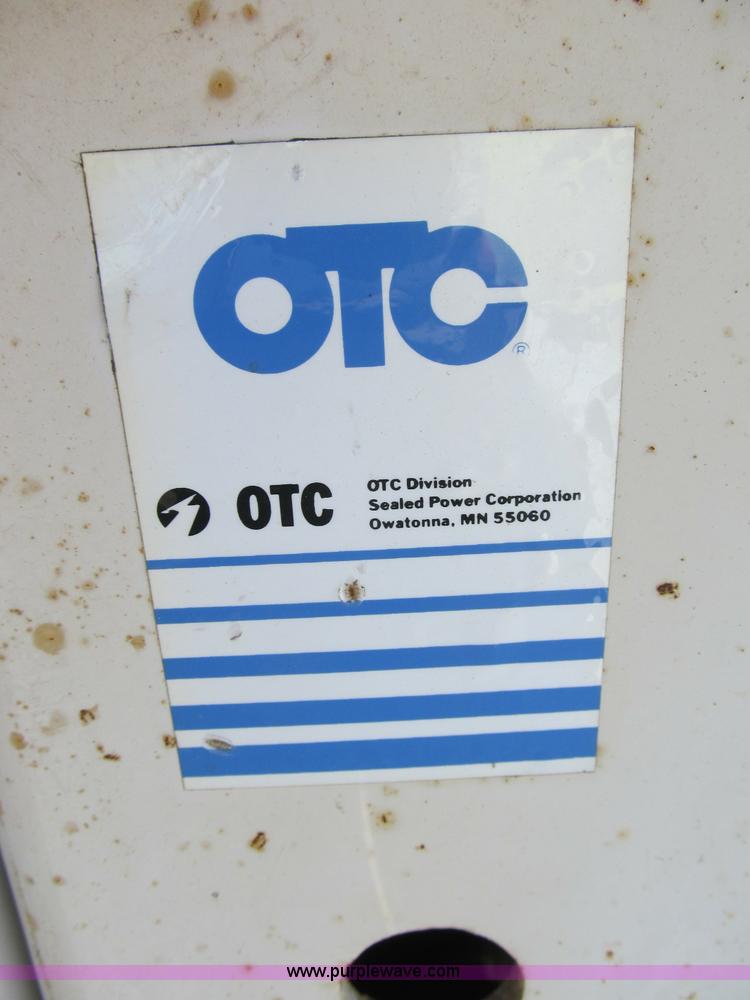 OTC
®
OTC
OTC Division
Sealed Power Corporation
Owatonna, MN 55060
www.purplewave.com